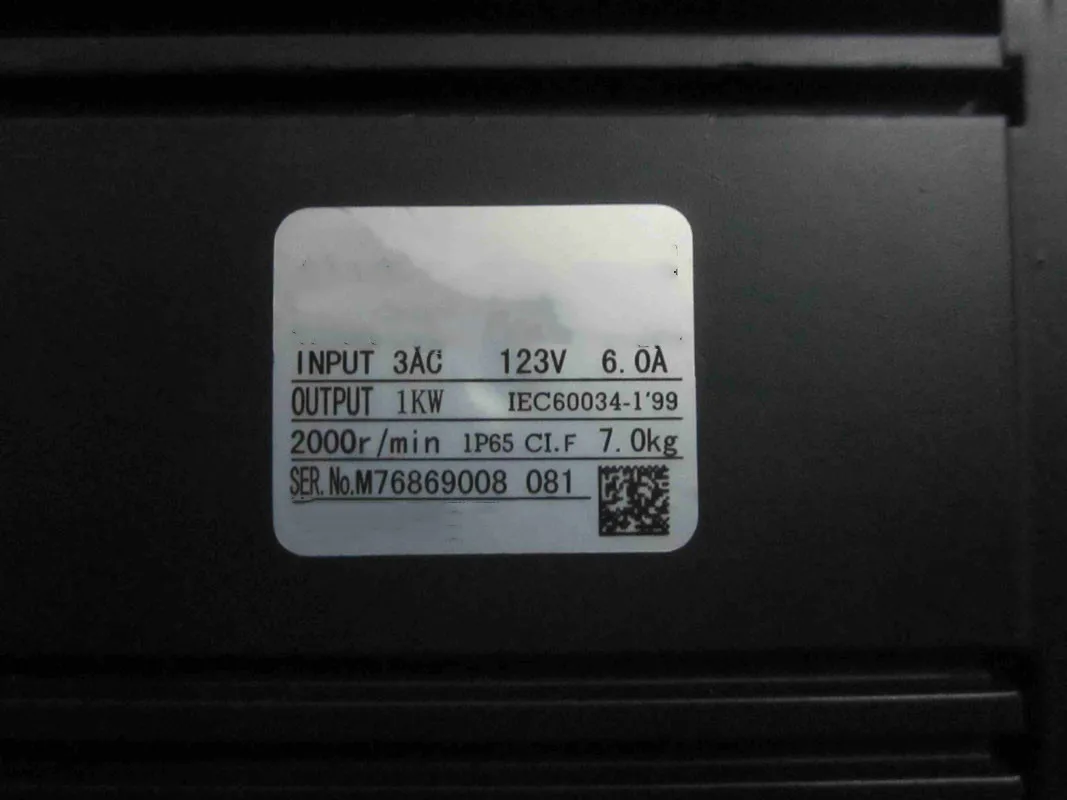 INPUT 3AC 123V 6.0A
OUTPUT 1KW IEC60034-1'99
2000r/min 1P65 CI.F 7.0kg
SER.No.M76869008 081